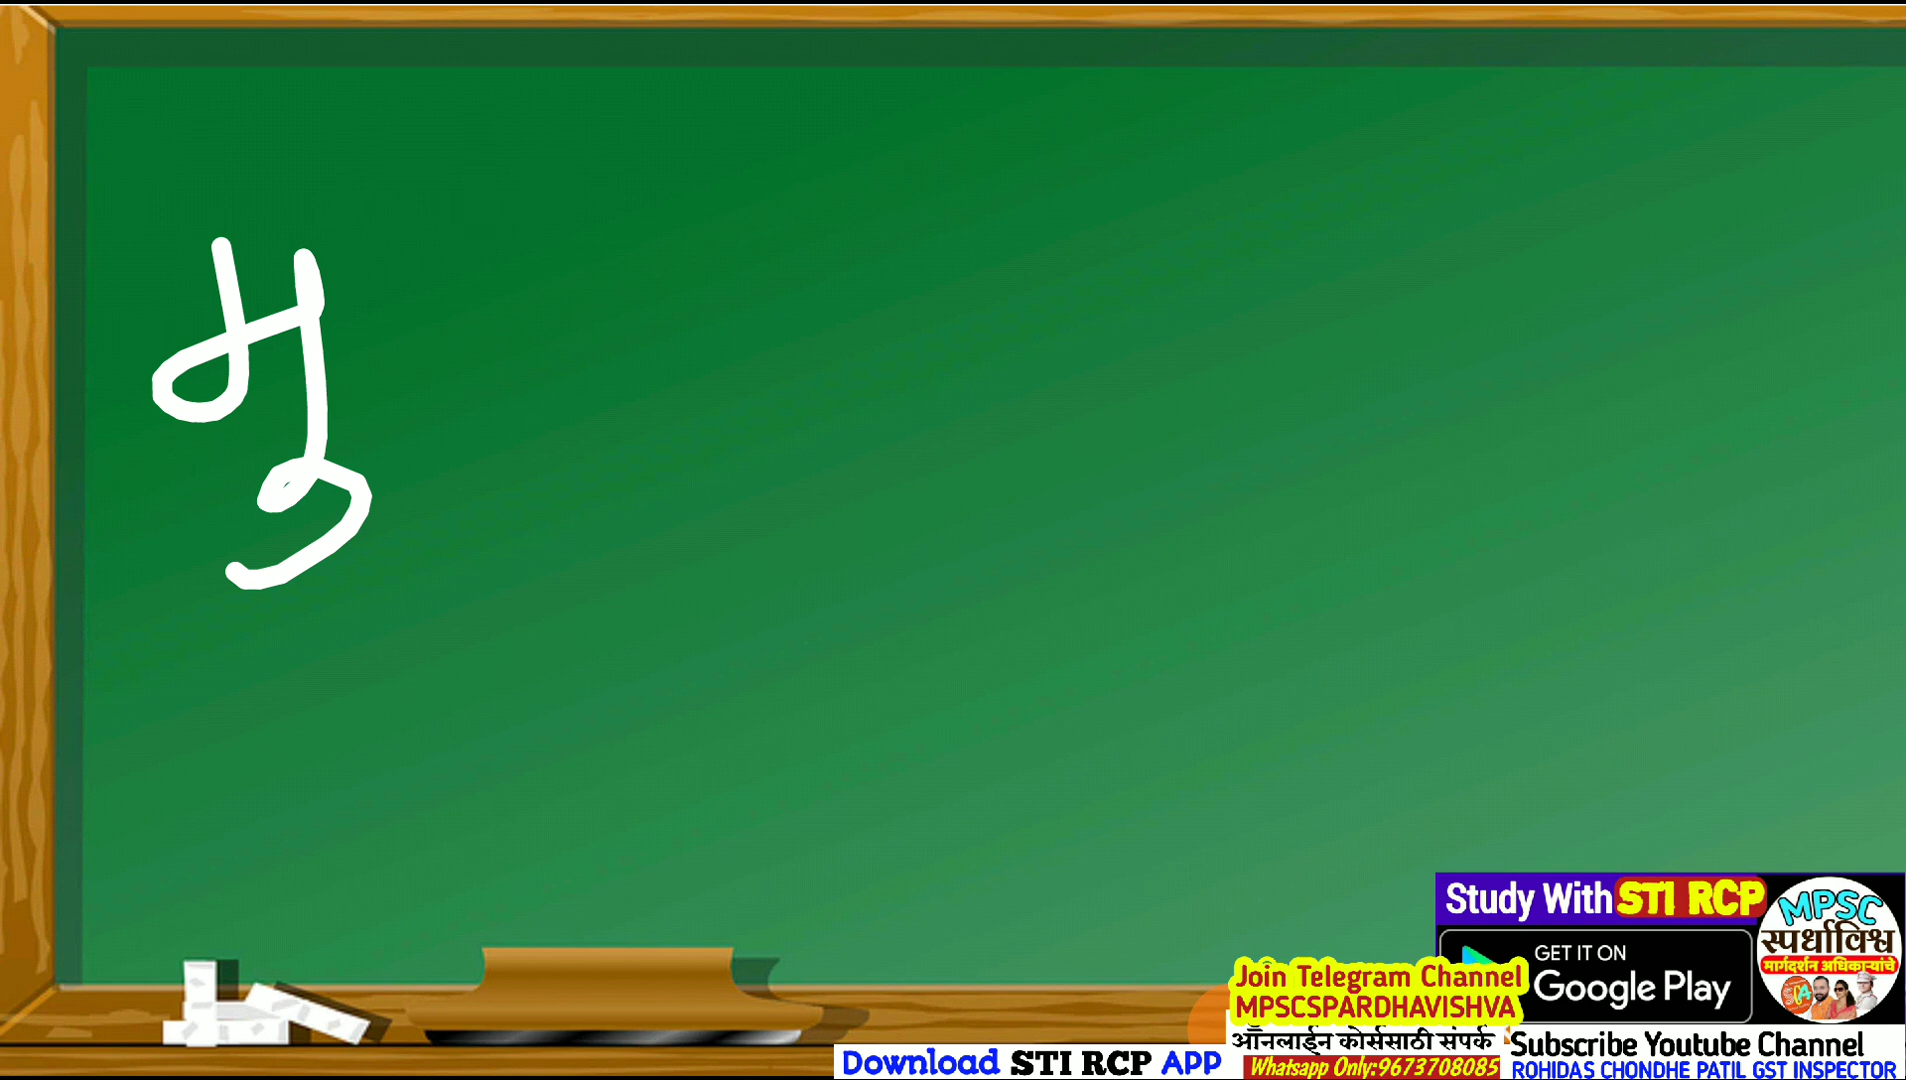 मु
Study With STI RCP
GET IT ON
Google Play
MPSC
स्पर्धाविश्व
मार्गदर्शन अधिकाऱ्यांचे
Join Telegram Channel
MPSCSPARDHAVISHVA
ऑनलाईन कोर्ससाठी संपर्क
Whatsapp Only:9673708085
Download STI RCP APP
Subscribe Youtube Channel
ROHIDAS CHONDHE PATIL GST INSPECTOR